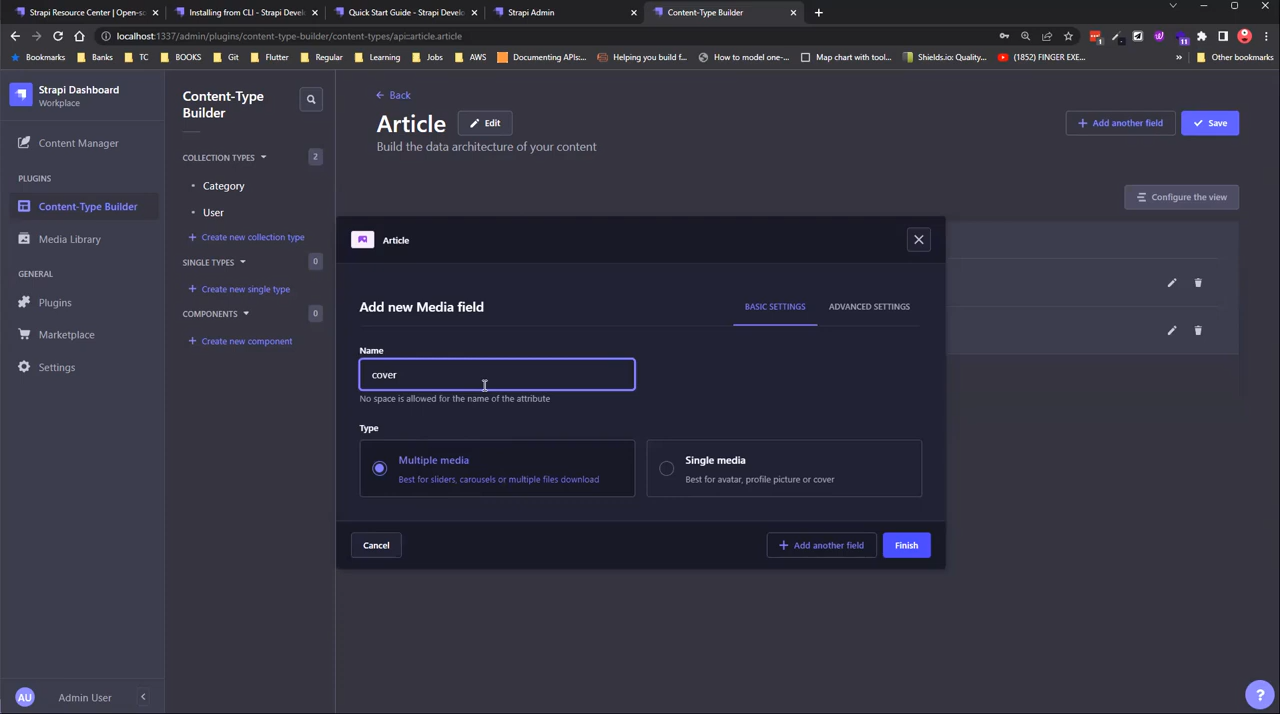 Strapi Resource Center | Open-sc
Installing from CLI - Strapi Devel
Quick Start Guide - Strapi Develo
Strapi Admin
Content-Type Builder
localhost:1337/admin/plugins/content-type-builder/content-types/api:article.article
Bookmarks Banks TC BOOKS Git Flutter Regular Learning Jobs AWS Documenting APIs:... Helping you build f... How to model one-... Map chart with tool... Shields.io: Quality... (1852) FINGER EXE... » Other bookmarks
Strapi Dashboard
Workplace
Content Manager
PLUGINS
Content-Type Builder
Media Library
GENERAL
Plugins
Marketplace
Settings
AU Admin User
Content-Type
Builder
COLLECTION TYPES 2
Category
User
+ Create new collection type
SINGLE TYPES 0
+ Create new single type
COMPONENTS 0
+ Create new component
← Back
Article Edit
Build the data architecture of your content
+ Add another field
Save
Configure the view
Article
Add new Media field
BASIC SETTINGS ADVANCED SETTINGS
Name
cover
No space is allowed for the name of the attribute
Type
Multiple media
Best for sliders, carousels or multiple files download
Single media
Best for avatar, profile picture or cover
Cancel
+ Add another field
Finish
?